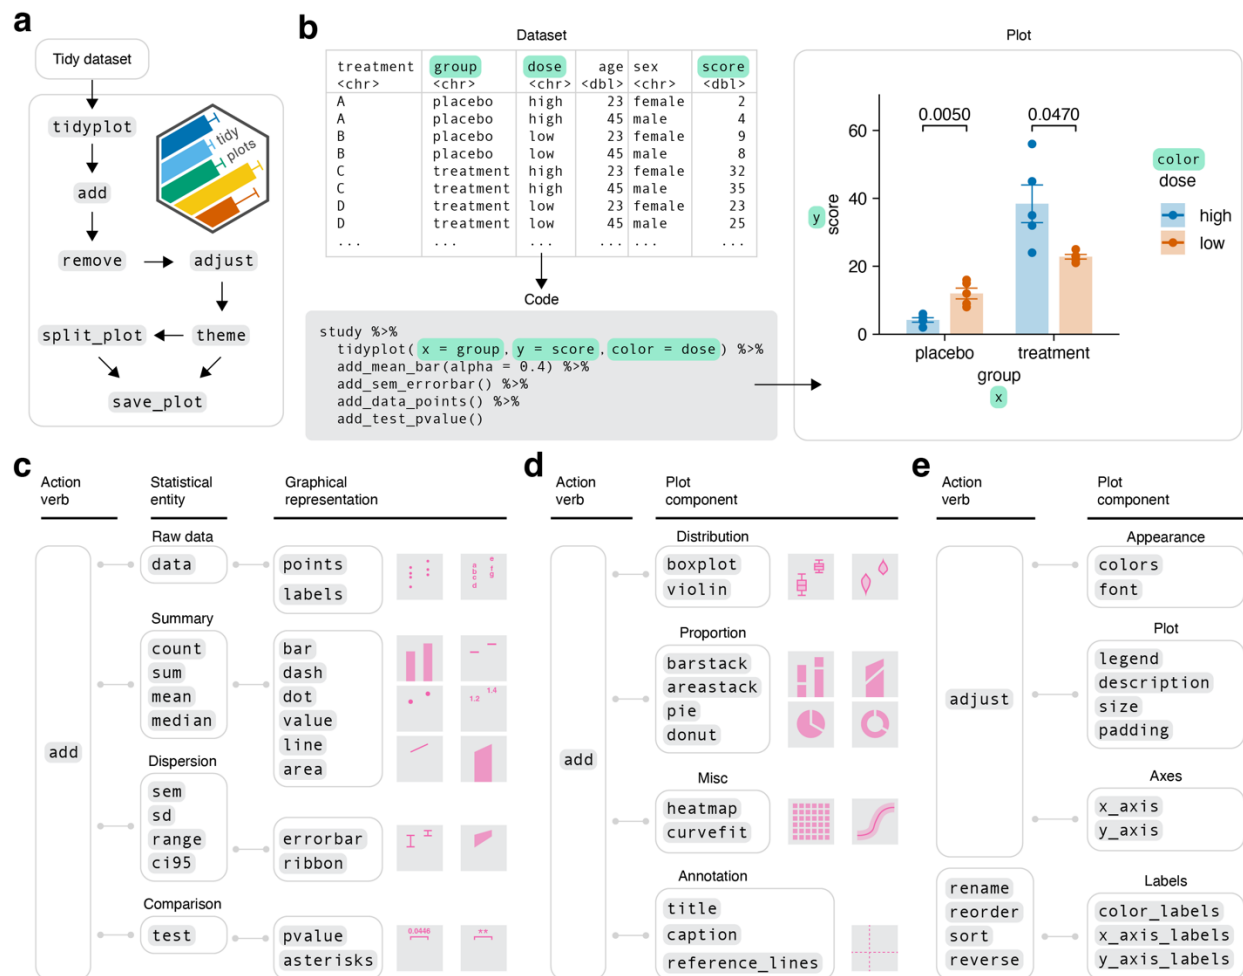 a
Tidy dataset
tidyplot
add
remove
adjust
split_plot
theme
save_plot
tidy
plots
b
Dataset
treatment group dose age sex score
<chr> <chr> <chr> <dbl> <chr> <dbl>
A placebo high 23 female 2
A placebo high 45 male 4
B placebo low 23 female 9
B placebo low 45 male 8
C treatment high 23 female 32
C treatment high 45 male 35
D treatment low 23 female 23
D treatment low 45 male 25
... ... ... ... ...
Code
study %>%
tidyplot(x = group, y = score, color = dose) %>%
add_mean_bar(alpha = 0.4) %>%
add_sem_errorbar() %>%
add_data_points() %>%
add_test_pvalue()
Plot
0.0050 0.0470
60
40
20
0
y
score
placebo treatment
group
x
color
dose
high
low
c
Action verb
Statistical entity
Graphical representation
add
Raw data
data
points
labels
a
b
c
d
e
f
g
Summary
count
sum
mean
median
bar
dash
dot
value
line
area
1.2 1.4
Dispersion
sem
sd
range
ci95
errorbar
ribbon
Comparison
test
pvalue
asterisks
0.0446
**
d
Action verb
Plot component
add
Distribution
boxplot
violin
Proportion
barstack
areastack
pie
donut
Misc
heatmap
curvefit
Annotation
title
caption
reference_lines
e
Action verb
Plot component
adjust
Appearance
colors
font
Plot
legend
description
size
padding
Axes
x_axis
y_axis
rename
reorder
sort
reverse
Labels
color_labels
x_axis_labels
y_axis_labels